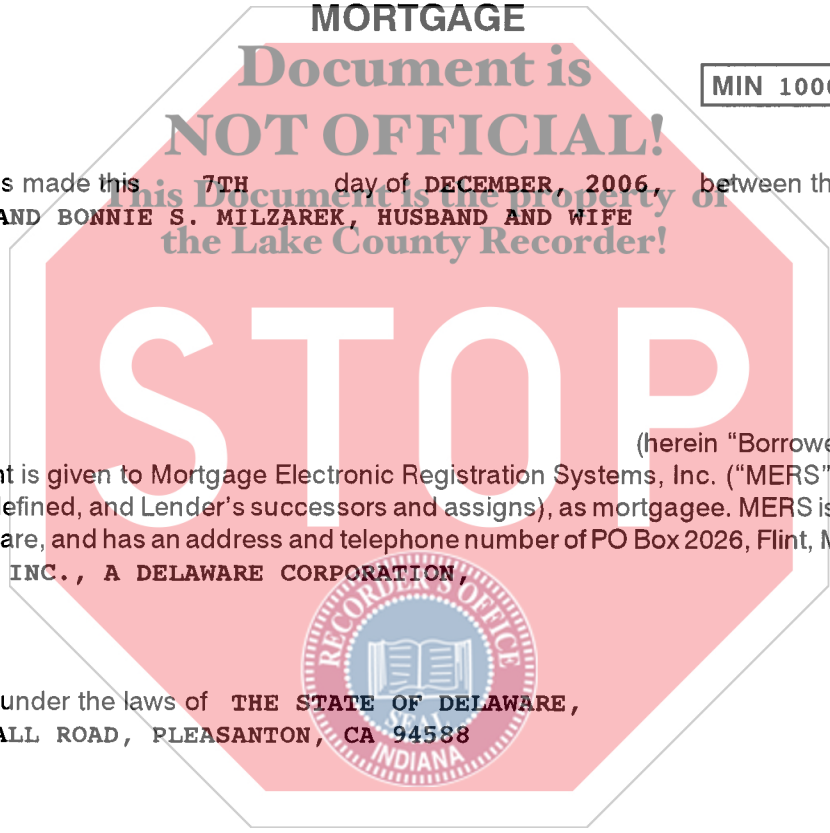 MORTGAGE
Document is
MIN 1000
NOT OFFICIAL!
s made this 7TH day of DECEMBER, 2006, between th
This Document is the property of
AND BONNIE S. MILZAREK, HUSBAND AND WIFE
the Lake County Recorder!
STOP
(herein “Borrowe
nt is given to Mortgage Electronic Registration Systems, Inc. (“MERS”
efined, and Lender’s successors and assigns), as mortgagee. MERS is
are, and has an address and telephone number of PO Box 2026, Flint, M
INC., A DELAWARE CORPORATION,
RECORDER'S OFFICE
under the laws of THE STATE OF DELAWARE,
SEAL
ALL ROAD, PLEASANTON, CA 94588
INDIANA